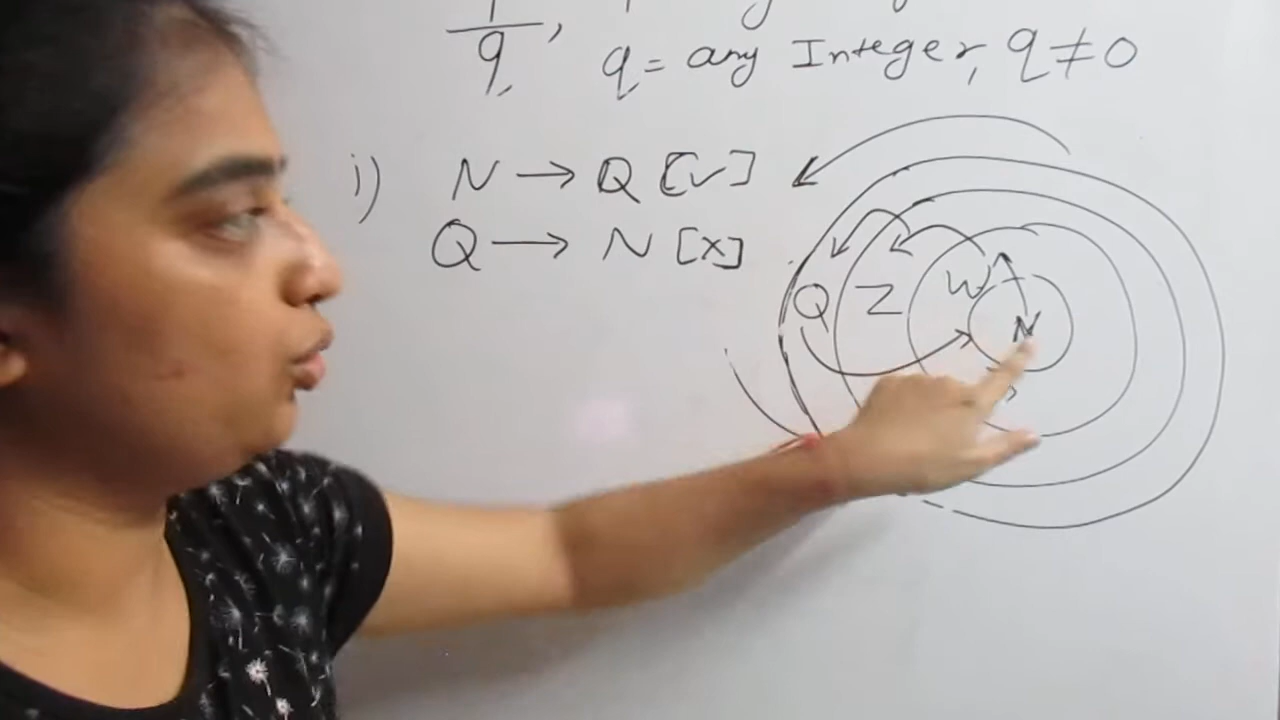 q, q = any Integer, q ≠ 0
i) N → Q [✓]
Q → N [x]
Q Z W N